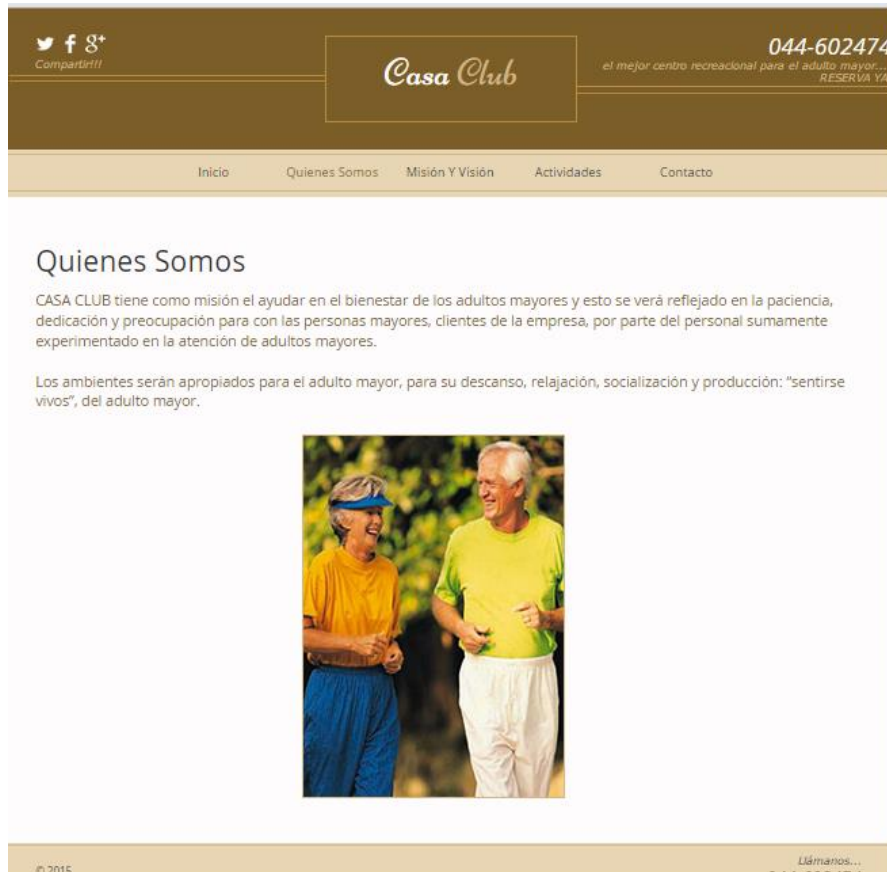 Compartir!!!
Casa Club
044-602474
el mejor centro recreacional para el adulto mayor...
RESERVA YA
Inicio Quienes Somos Misión Y Visión Actividades Contacto
Quienes Somos
CASA CLUB tiene como misión el ayudar en el bienestar de los adultos mayores y esto se verá reflejado en la paciencia,
dedicación y preocupación para con las personas mayores, clientes de la empresa, por parte del personal sumamente
experimentado en la atención de adultos mayores.
Los ambientes serán apropiados para el adulto mayor, para su descanso, relajación, socialización y producción: “sentirse
vivos”, del adulto mayor.
© 2015
Llámanos...